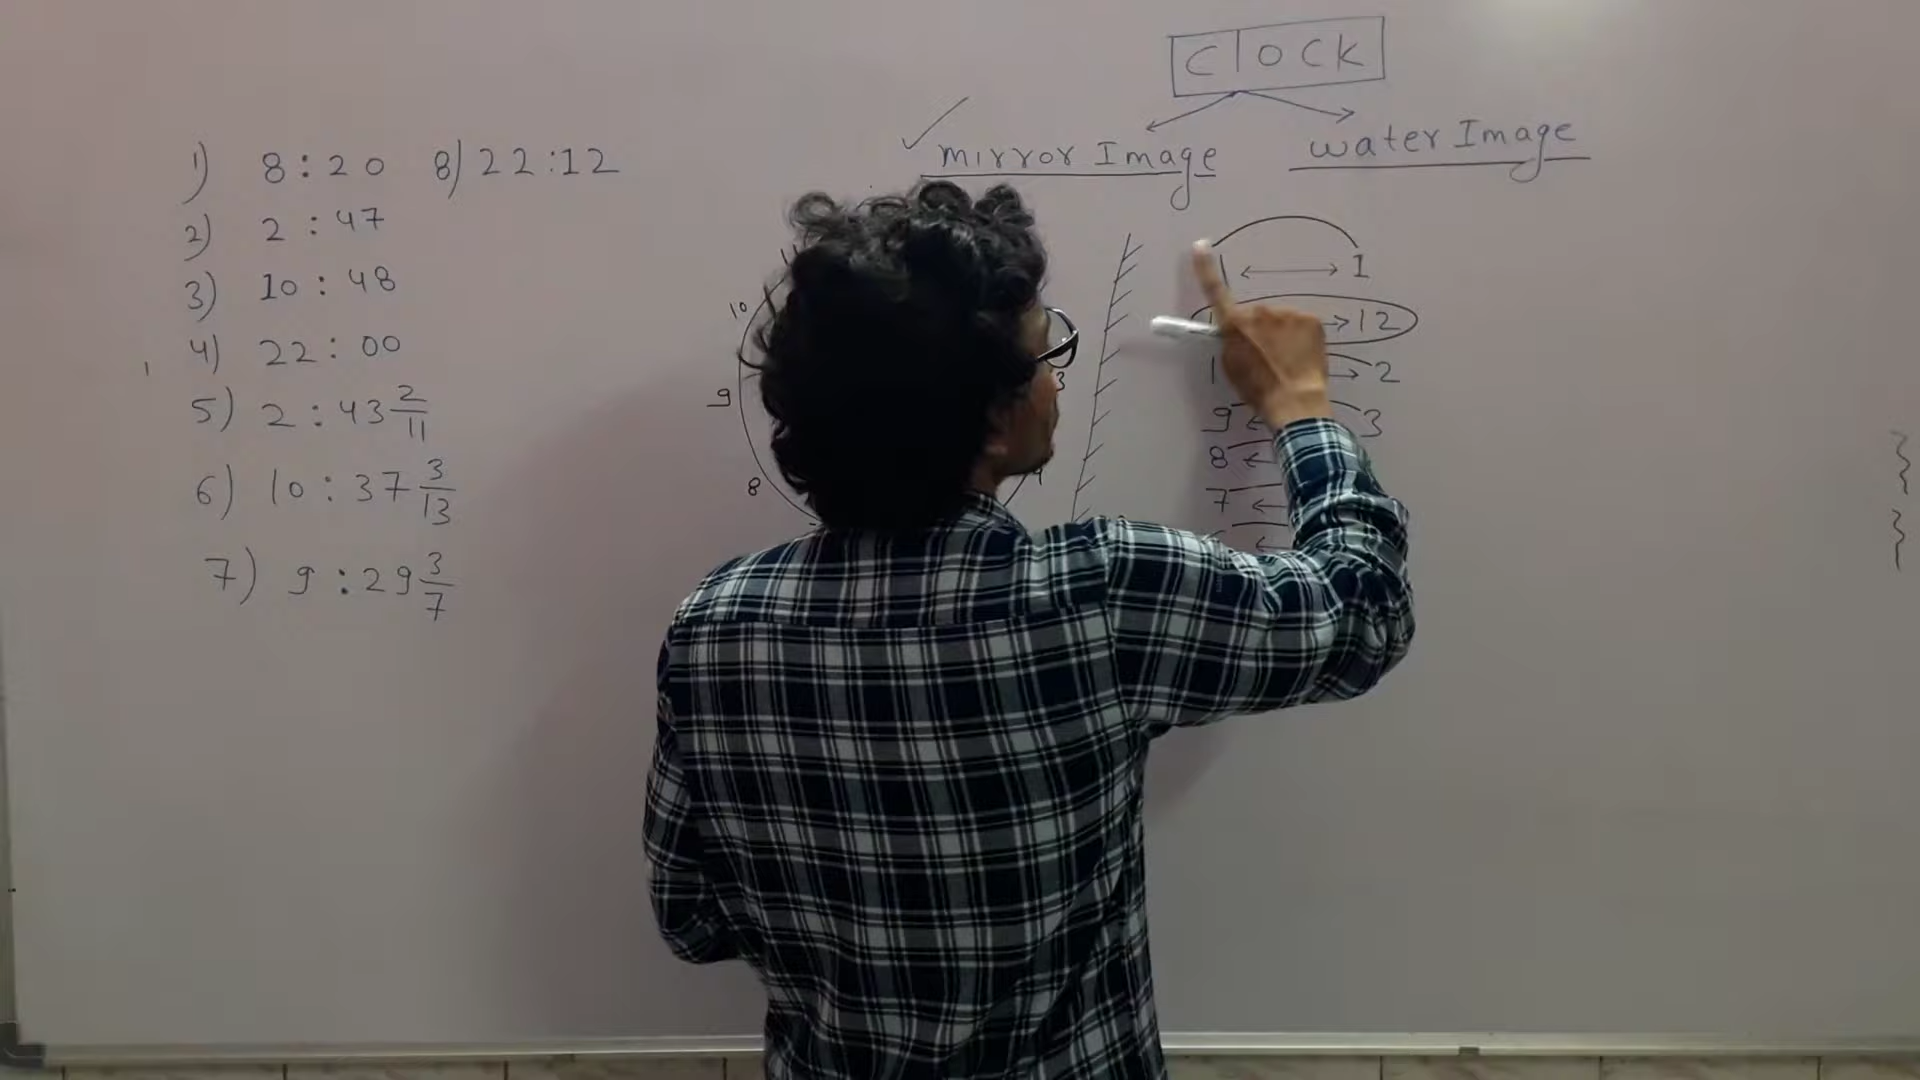 clock
mirror Image
water Image
1) 8:20 8) 22:12
2) 2:47
3) 10:48
4) 22:00
5) 2:43 2/11
6) 10:37 3/13
7) 9:29 3/7
10
9
8
3
4
1
12
2
9 3
8
7